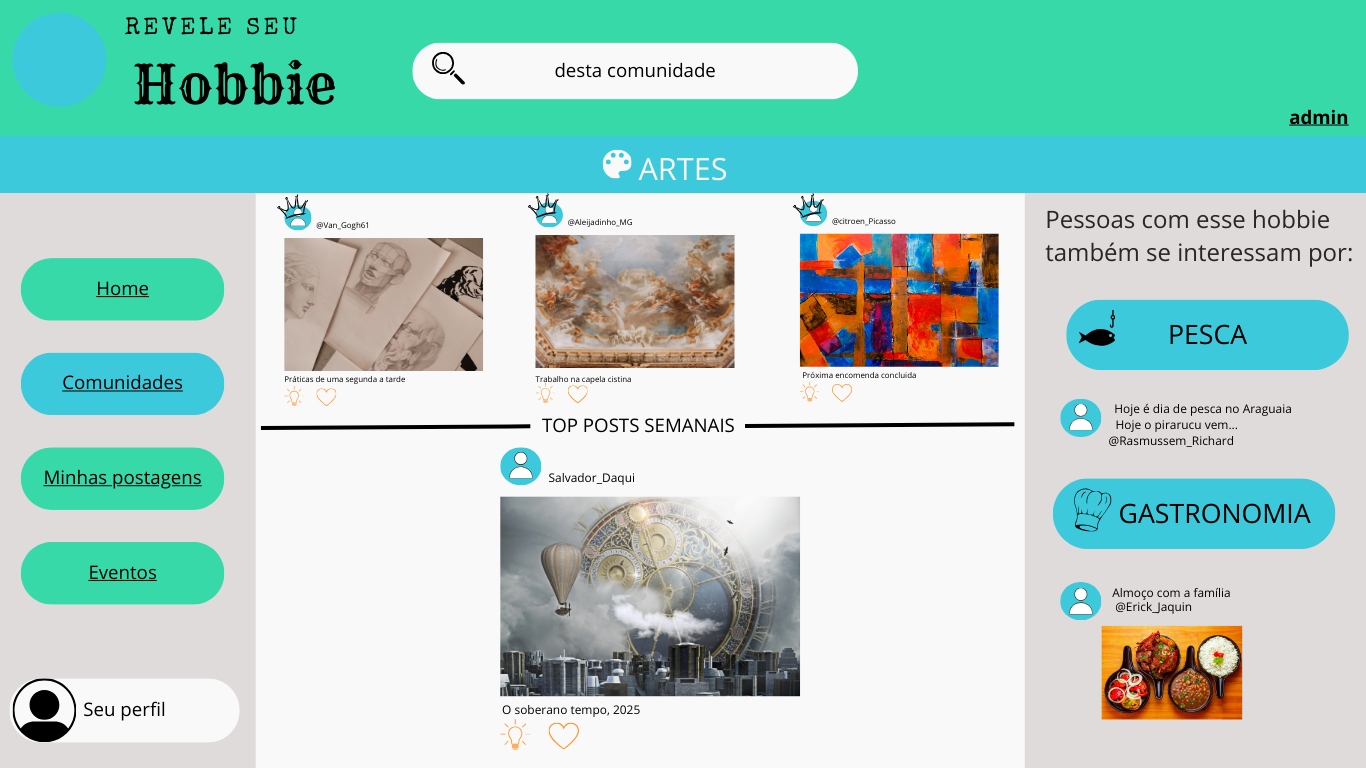 REVELE SEU
Hobbie
desta comunidade
admin
ARTES
Home
Comunidades
Minhas postagens
Eventos
Seu perfil
@Van_Gogh61
Práticas de uma segunda a tarde
@Aleijadinho_MG
Trabalho na capela cistina
@citroen_Picasso
Próxima encomenda concluida
TOP POSTS SEMANAIS
Salvador_Daqui
O soberano tempo, 2025
Pessoas com esse hobbie
também se interessam por:
PESCA
Hoje é dia de pesca no Araguaia
Hoje o pirarucu vem...
@Rasmussem_Richard
GASTRONOMIA
Almoço com a família
@Erick_Jaquin